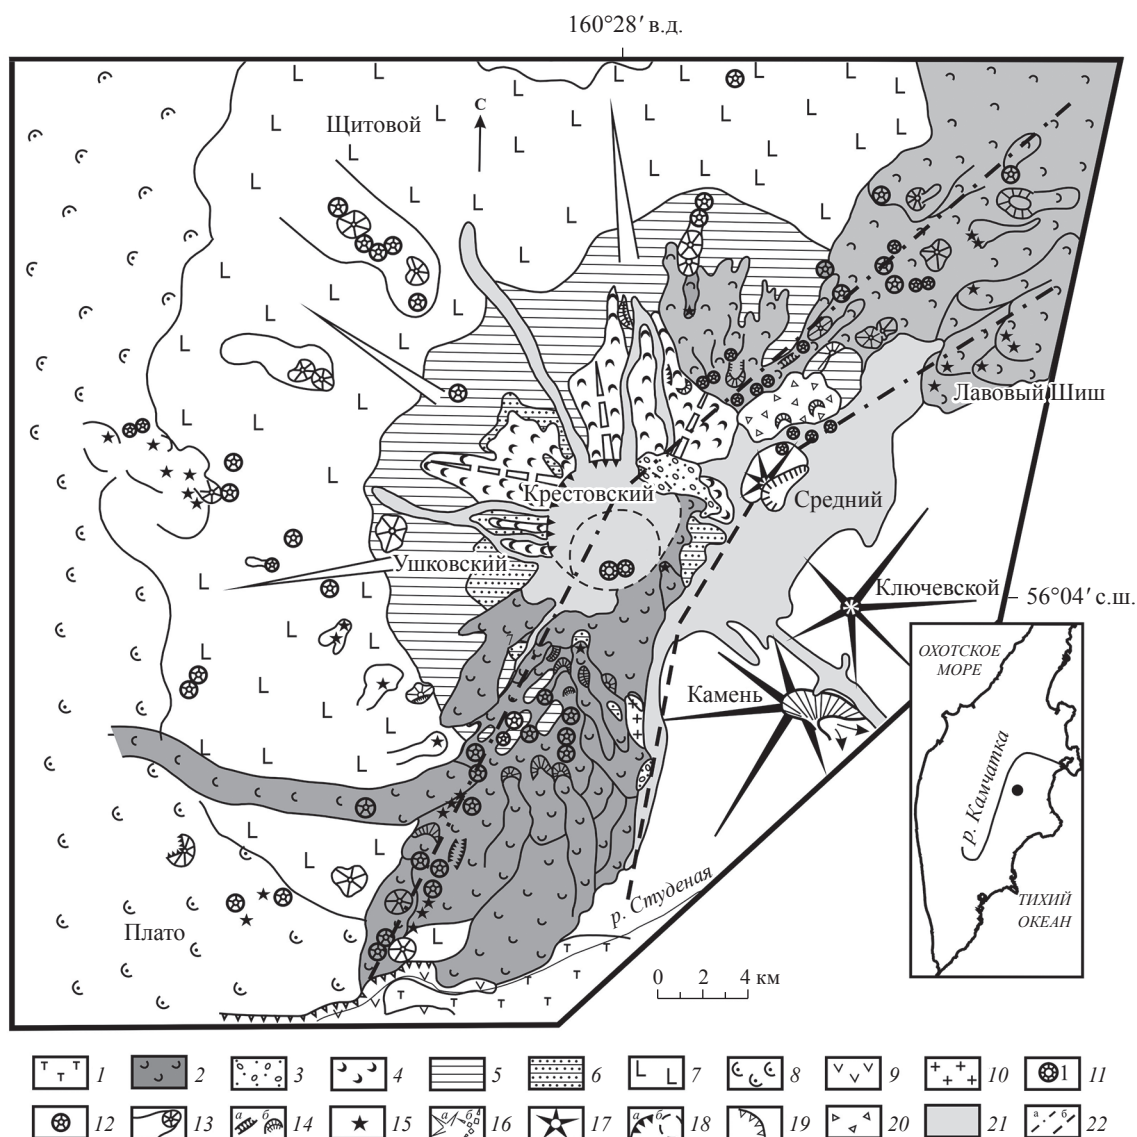 160°28′ в.д.
С
Щитовой
Лавовый Шиш
Крестовский
Средний
Ушковский
Ключевской
56°04′ с.ш.
Камень
ОХОТСКОЕ
МОРЕ
р. Камчатка
ТИХИЙ
ОКЕАН
р. Студеная
Плато
0 2 4 км
1 2 3 4 5 6 7 8 9 10 1 11
12 13 а б 14 15 а б 16 17 а б 18 19 20 21 а б 22